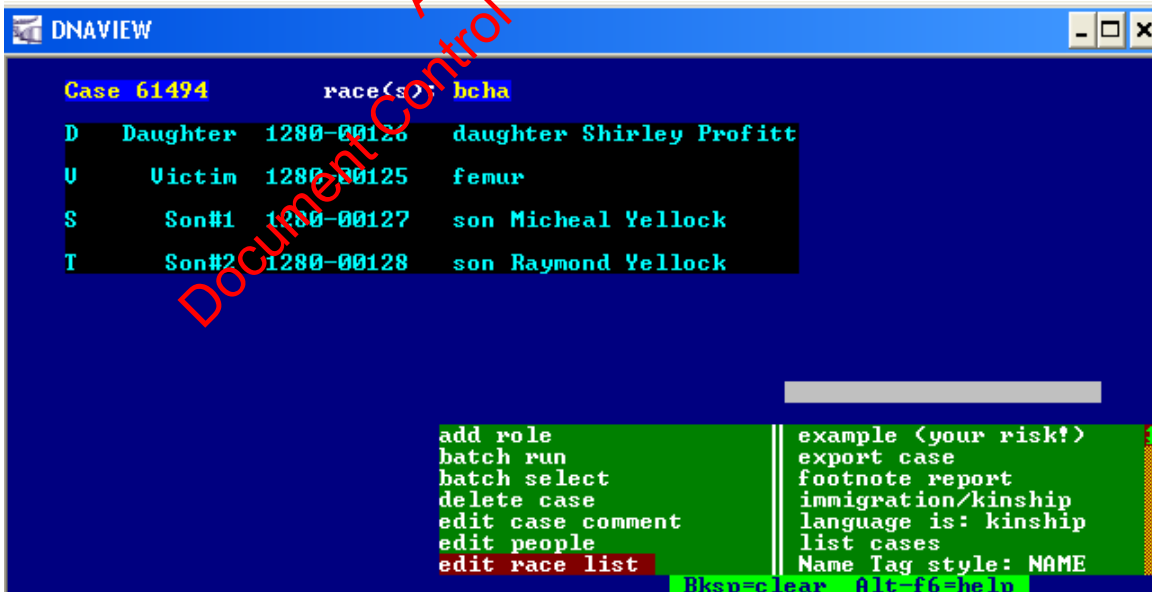 DNAVIEW
Case 61494 race(s): bcha
D Daughter 1280-00126 daughter Shirley Profitt
V Victim 1280-00125 femur
S Son#1 1280-00127 son Micheal Yellock
T Son#2 1280-00128 son Raymond Yellock
Document Control
add role
batch run
batch select
delete case
edit case comment
edit people
edit race list
example (your risk!)
export case
footnote report
immigration/kinship
language is: kinship
list cases
Name Tag style: NAME
Bksp=clear Alt-f6=help